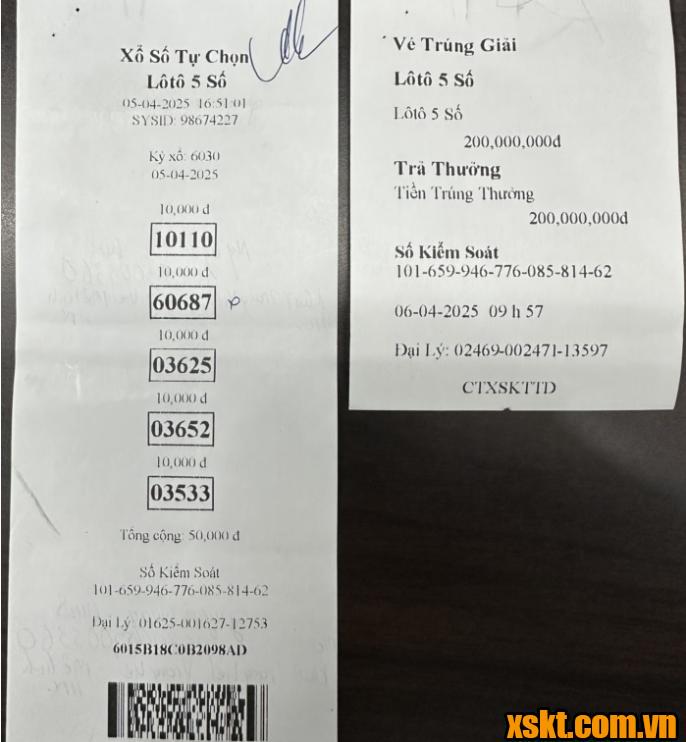 Xổ Số Tự Chọn
Lôtô 5 Số
05-04-2025 16:51:01
SYSID: 98674227
Kỳ xổ: 6030
05-04-2025
10,000 đ
10110
10,000 đ
60687
10,000 đ
03625
10,000 đ
03652
10,000 đ
03533
Tổng cộng: 50,000 đ
Số Kiểm Soát
101-659-946-776-085-814-62
Đại Lý: 01625-001627-12753
6015B18C0B2098AD
Vé Trúng Giải
Lôtô 5 Số
Lôtô 5 Số
200,000,000đ
Trả Thưởng
Tiền Trúng Thưởng
200,000,000đ
Số Kiểm Soát
101-659-946-776-085-814-62
06-04-2025 09 h 57
Đại Lý: 02469-002471-13597
CTXSKTTD
xskt.com.vn